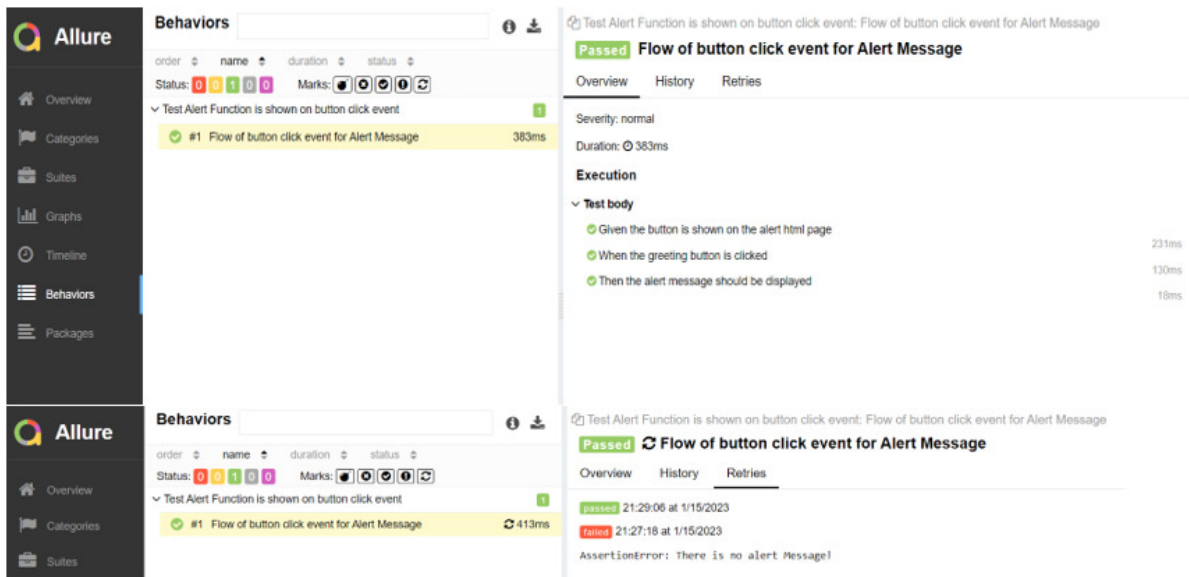 Allure
Overview
Categories
Suites
Graphs
Timeline
Behaviors
Packages
Behaviors
order name duration status
Status: 0 0 1 0 0 Marks:
Test Alert Function is shown on button click event 1
#1 Flow of button click event for Alert Message 383ms
Test Alert Function is shown on button click event: Flow of button click event for Alert Message
Passed Flow of button click event for Alert Message
Overview History Retries
Severity: normal
Duration: 383ms
Execution
Test body
Given the button is shown on the alert html page 231ms
When the greeting button is clicked 130ms
Then the alert message should be displayed 18ms
Allure
Overview
Categories
Suites
Behaviors
order name duration status
Status: 0 0 1 0 0 Marks:
Test Alert Function is shown on button click event 1
#1 Flow of button click event for Alert Message 413ms
Test Alert Function is shown on button click event: Flow of button click event for Alert Message
Passed Flow of button click event for Alert Message
Overview History Retries
passed 21:29:06 at 1/15/2023
failed 21:27:18 at 1/15/2023
AssertionError: There is no alert Message!